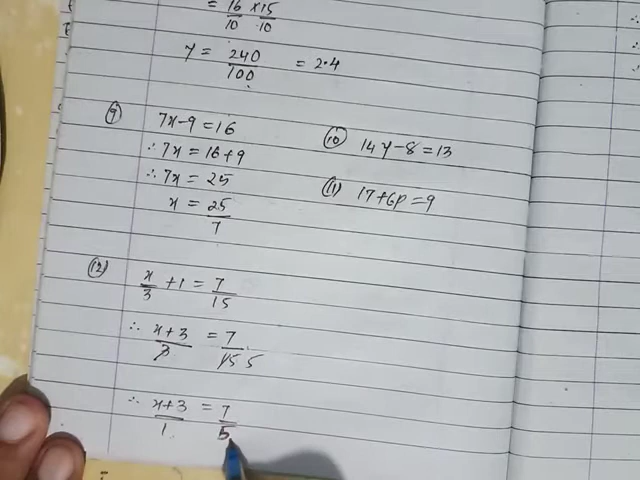 = 16/10 × 15/10
y = 240/100 = 2.4
(9) 7x-9=16
∴7x = 16+9
∴7x = 25
x = 25/7
(10) 14y-8=13
(11) 17+6p=9
(12) x/3 +1 = 7/15
∴ x+3/3 = 7/15 5
∴ x+3/1 = 7/5